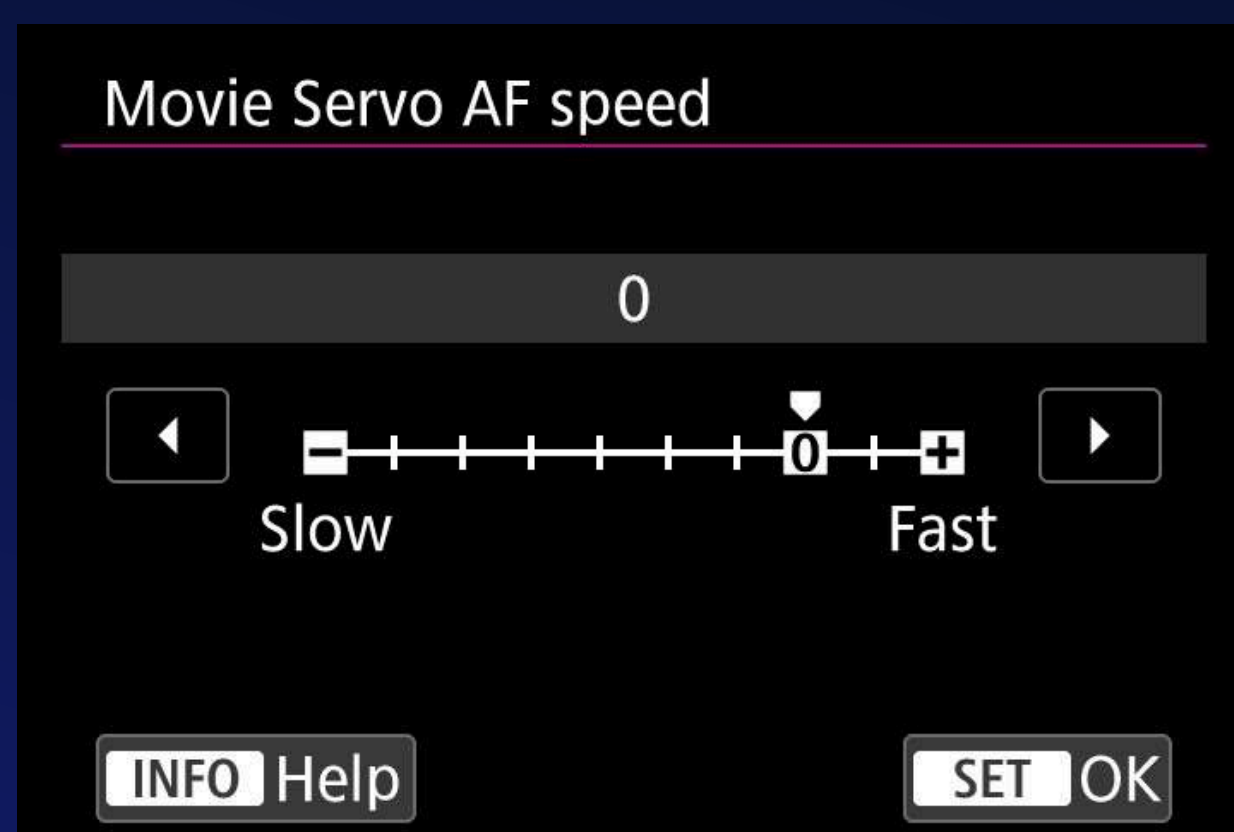 Movie Servo AF speed
0
− 0 +
Slow Fast
INFO Help SET OK